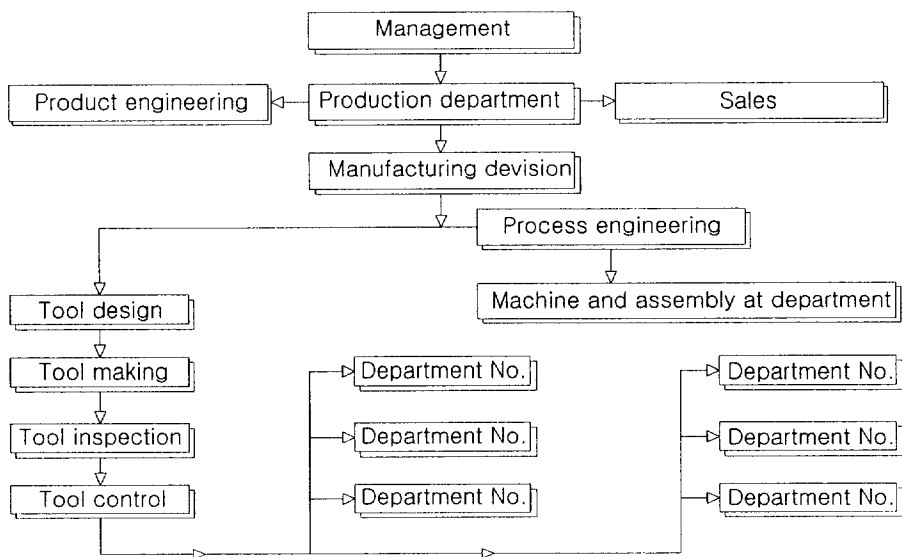 Management
Product engineering
Production department
Sales
Manufacturing devision
Process engineering
Tool design
Machine and assembly at department
Tool making
Department No.
Department No.
Tool inspection
Department No.
Department No.
Tool control
Department No.
Department No.